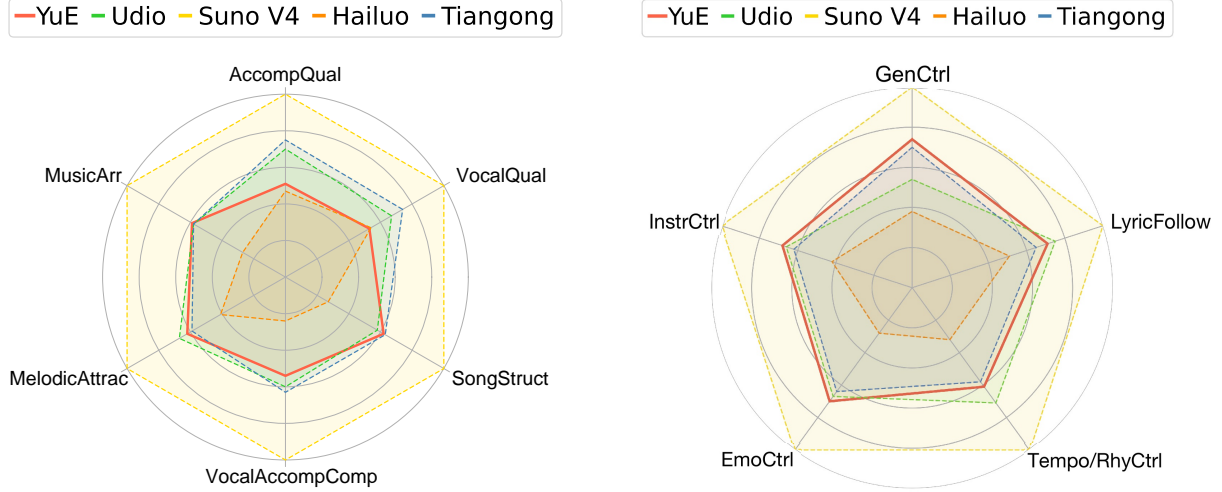 YuE Udio Suno V4 Hailuo Tiangong
AccompQual
MusicArr VocalQual
MelodicAttrac SongStruct
VocalAccompComp
YuE Udio Suno V4 Hailuo Tiangong
GenCtrl
InstrCtrl LyricFollow
EmoCtrl Tempo/RhyCtrl